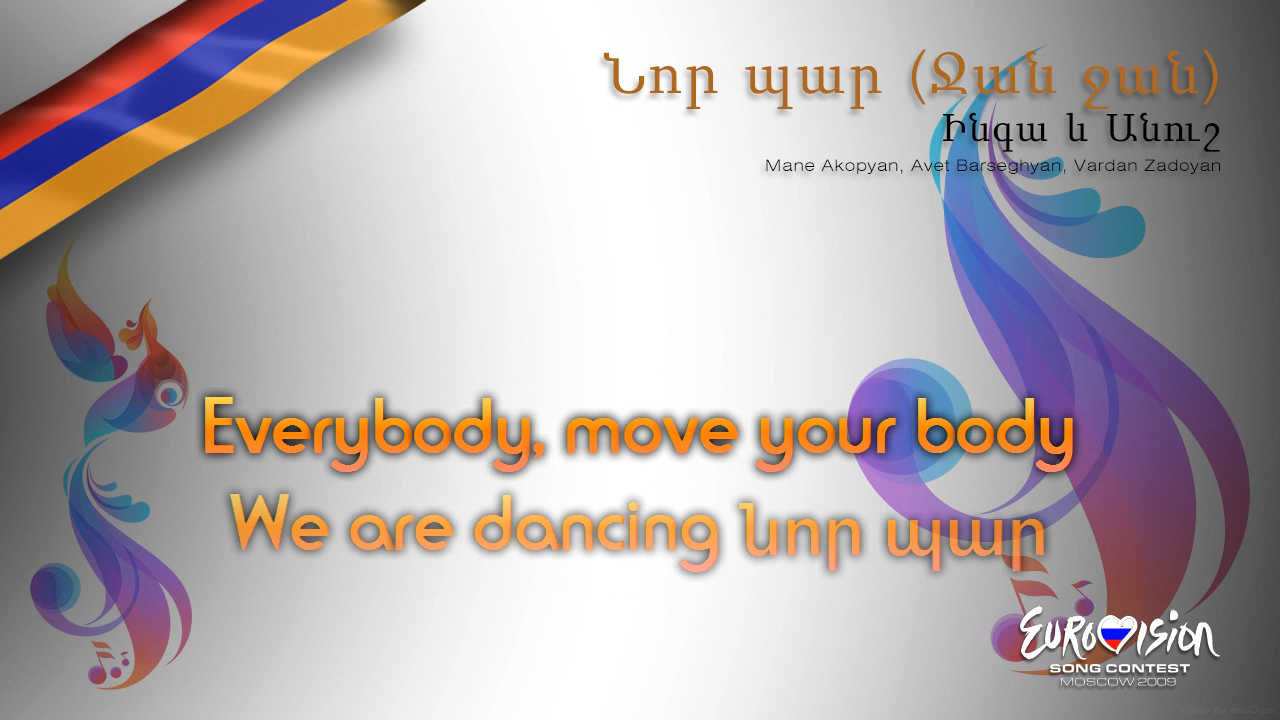 Նոր պար (Ջան ջան)
Ինգա և Անուշ
Mane Akopyan, Avet Barseghyan, Vardan Zadoyan
Everybody, move your body
We are dancing նոր պար
EUROVISION
SONG CONTEST
MOSCOW 2009